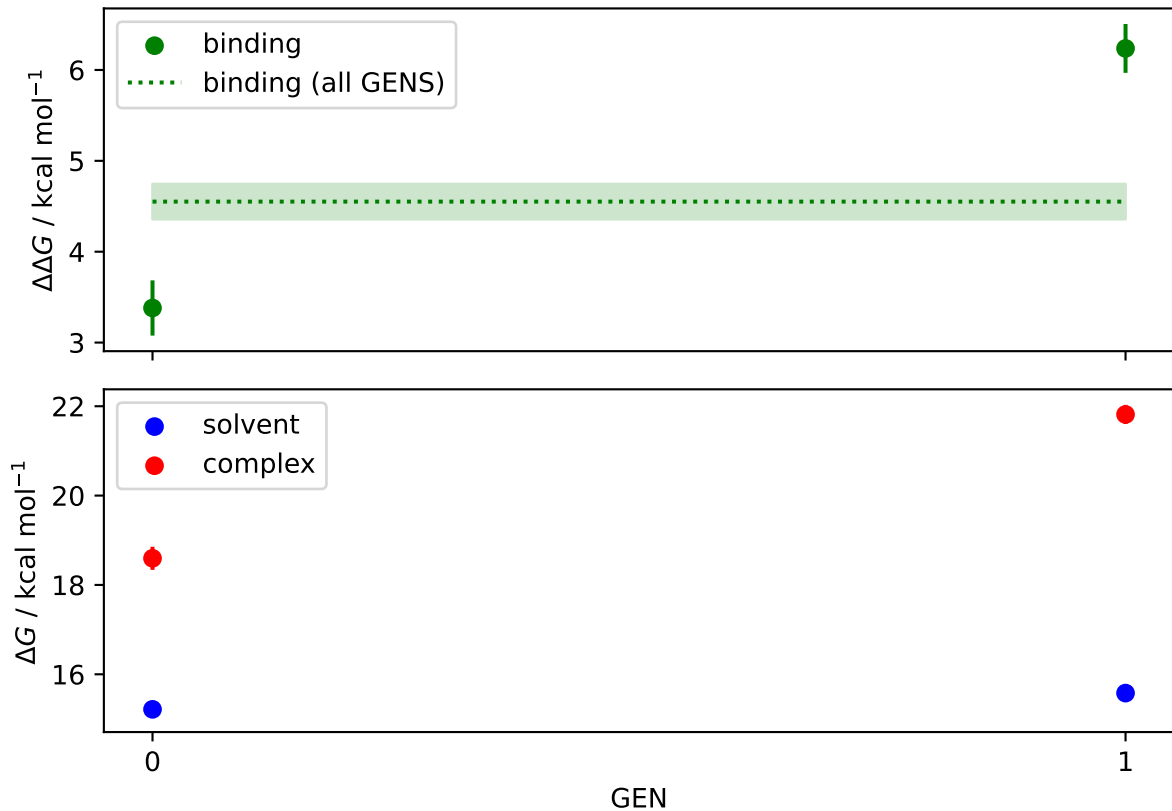 binding
binding (all GENS)
6
5
4
3
ΔΔG / kcal mol⁻¹
solvent
complex
22
20
18
16
ΔG / kcal mol⁻¹
0
1
GEN